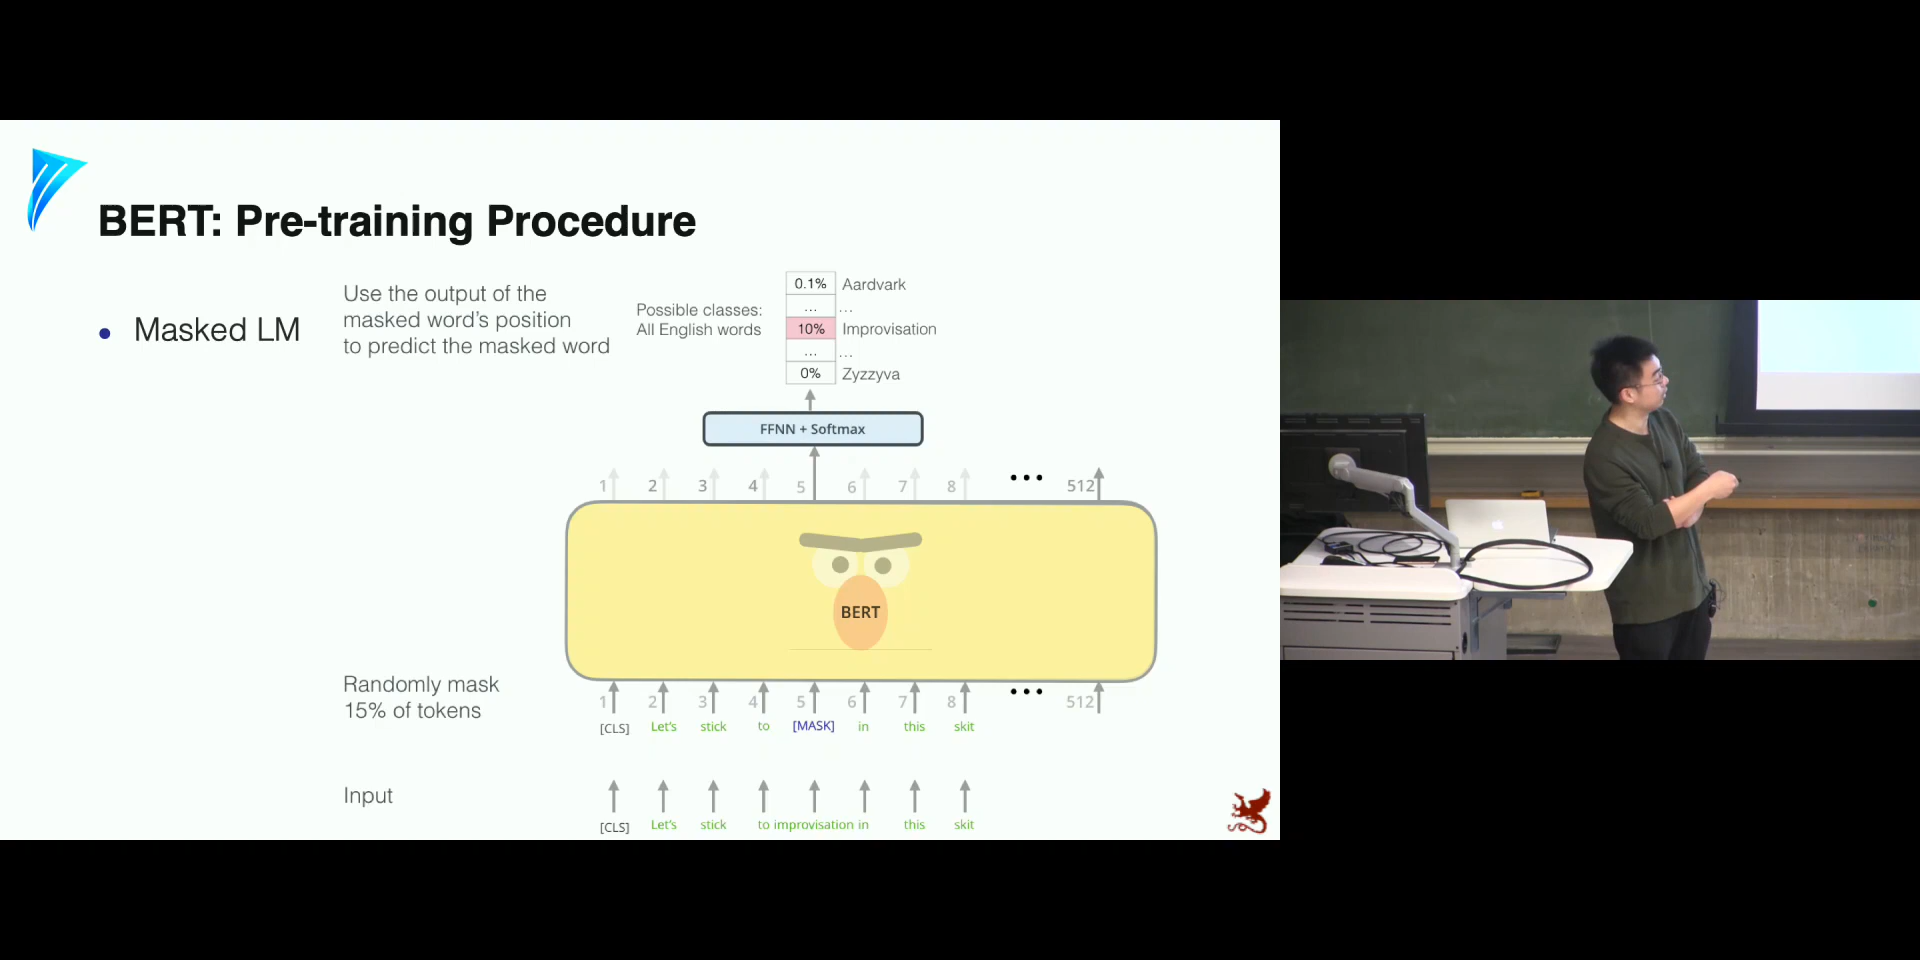 BERT: Pre-training Procedure
• Masked LM
Use the output of the
masked word's position
to predict the masked word
Possible classes:
All English words
0.1% Aardvark
... ...
10% Improvisation
... ...
0% Zyzzyva
FFNN + Softmax
1 2 3 4 5 6 7 8 ••• 512
BERT
Randomly mask
15% of tokens
1 2 3 4 5 6 7 8 ••• 512
[CLS] Let's stick to [MASK] in this skit
Input
[CLS] Let's stick to improvisation in this skit